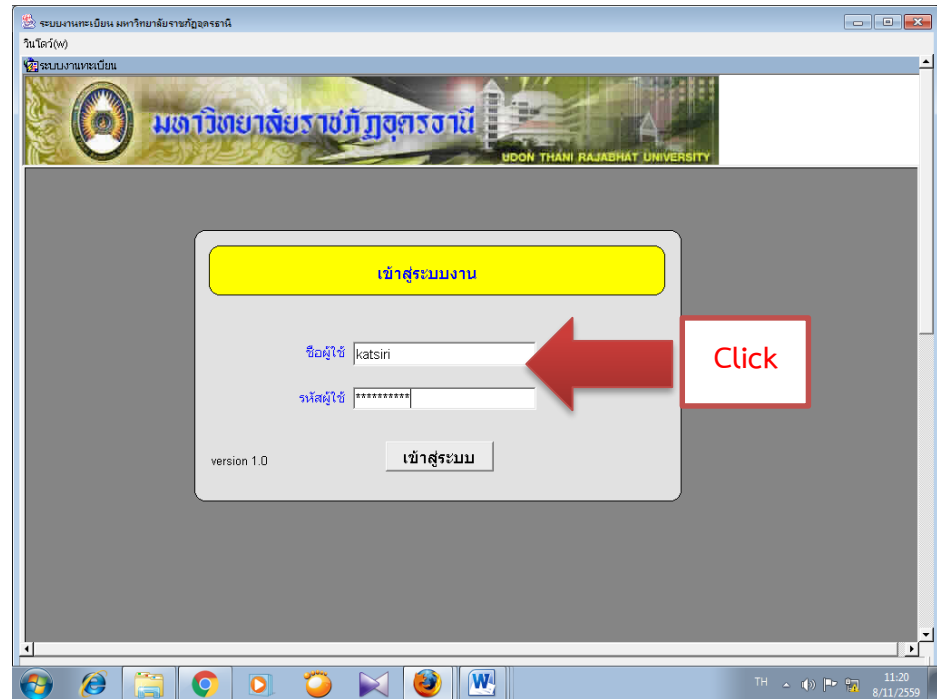 ระบบงานทะเบียน มหาวิทยาลัยราชภัฏอุดรธานี
วินโดว์(w)
ระบบงานทะเบียน
มหาวิทยาลัยราชภัฏอุดรธานี
UDON THANI RAJABHAT UNIVERSITY
เข้าสู่ระบบงาน
ชื่อผู้ใช้ katsiri
Click
รหัสผู้ใช้ **********
version 1.0 เข้าสู่ระบบ
TH 11:20
8/11/2559